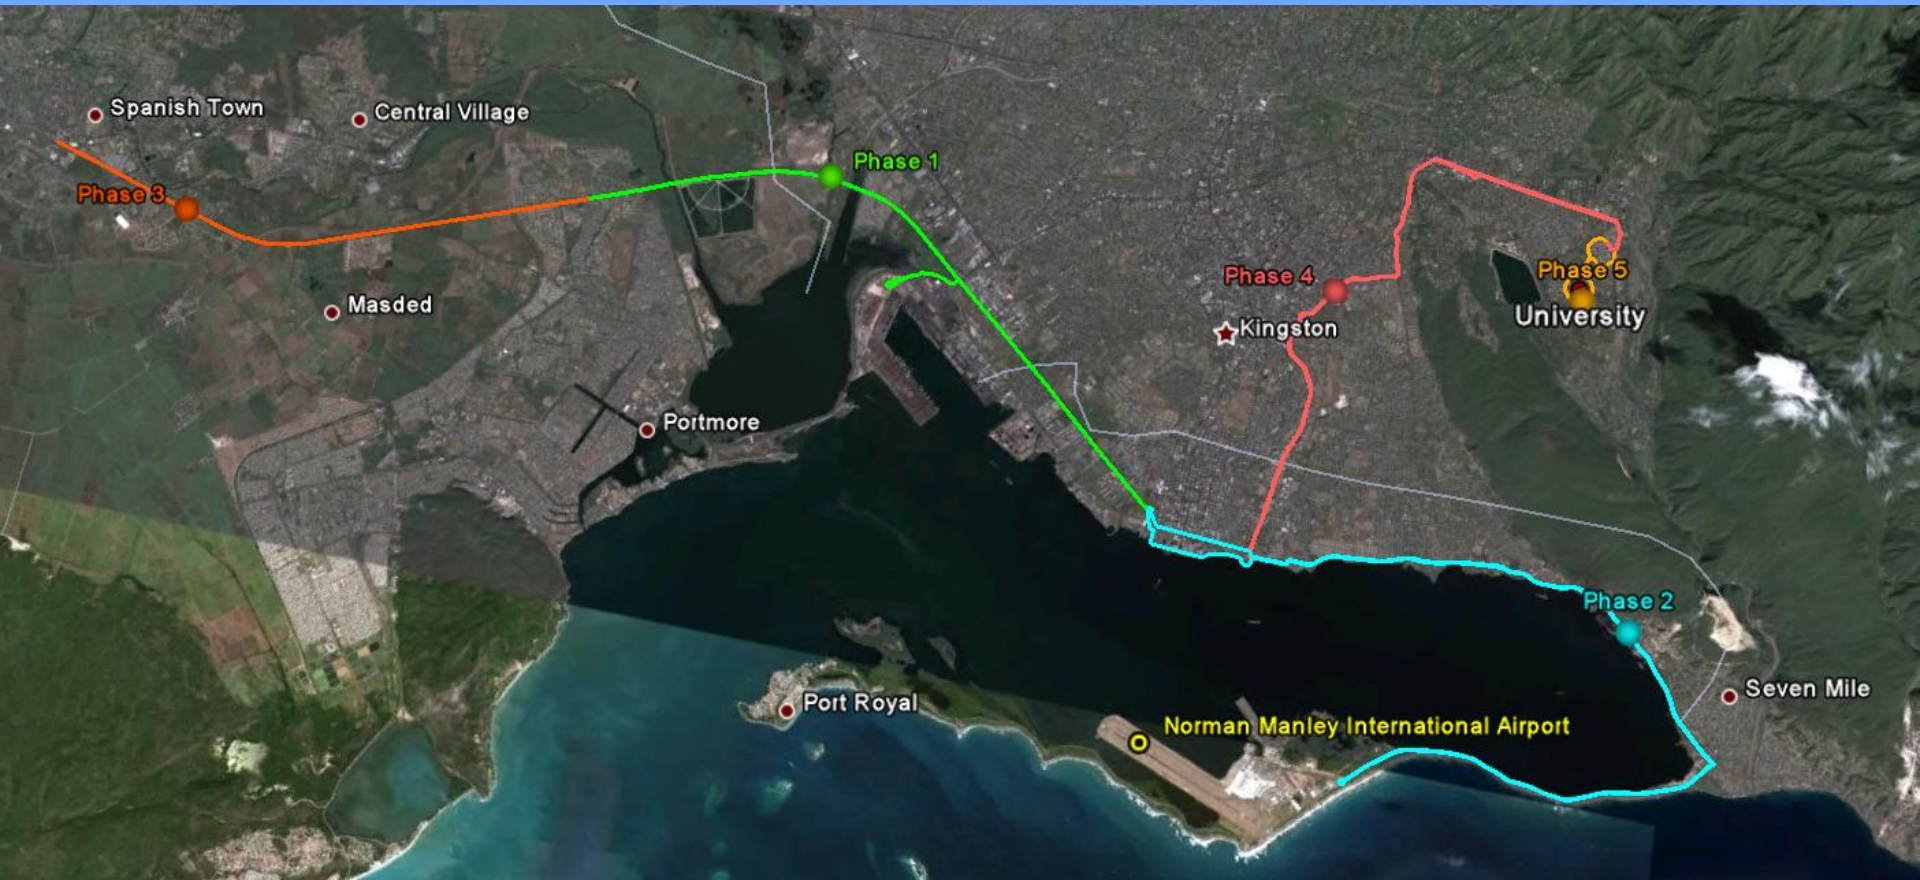 Spanish Town
Central Village
Phase 1
Phase 3
Masded
Phase 4
Phase 5
University
Kingston
Portmore
Phase 2
Seven Mile
Port Royal
Norman Manley International Airport